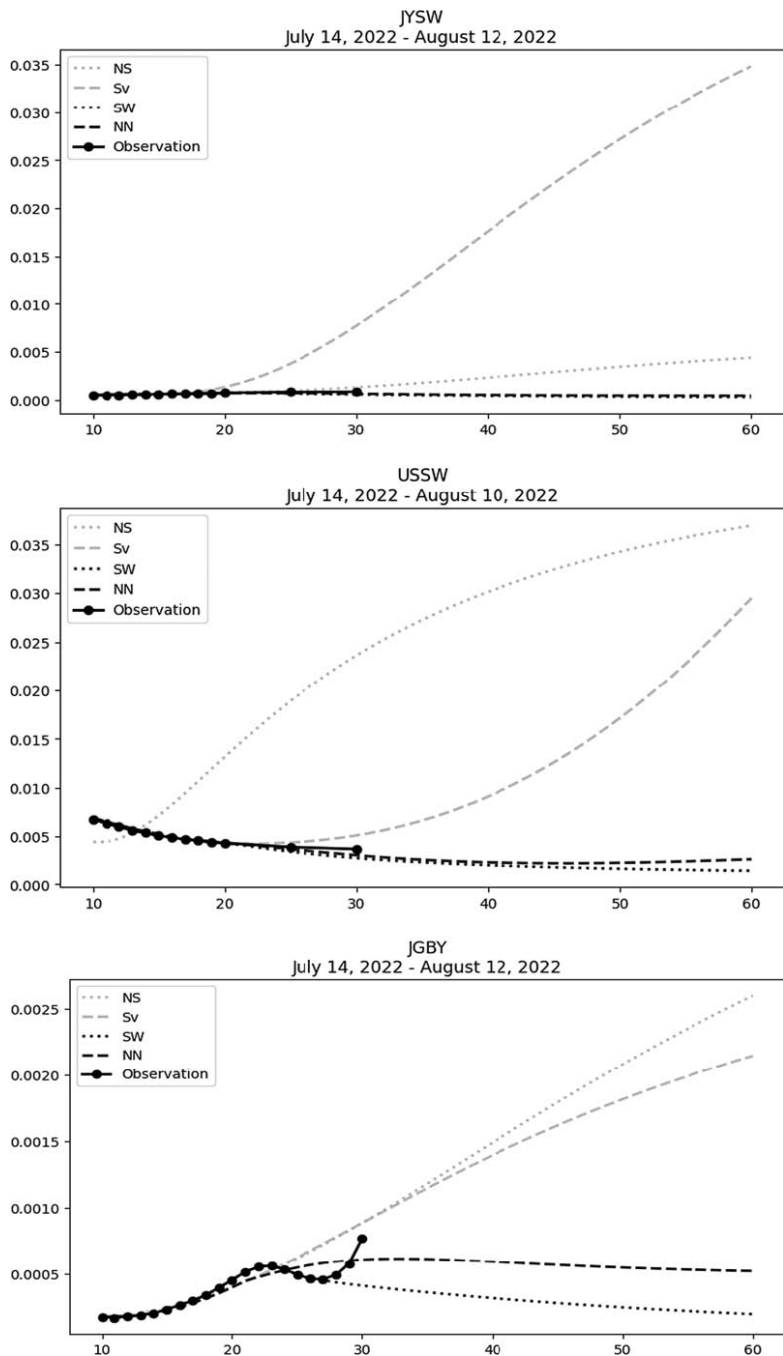 JYSW
July 14, 2022 - August 12, 2022
0.035
0.030
0.025
0.020
0.015
0.010
0.005
0.000
NS
Sv
SW
NN
Observation
10 20 30 40 50 60
USSW
July 14, 2022 - August 10, 2022
0.035
0.030
0.025
0.020
0.015
0.010
0.005
0.000
NS
Sv
SW
NN
Observation
10 20 30 40 50 60
JGBY
July 14, 2022 - August 12, 2022
0.0025
0.0020
0.0015
0.0010
0.0005
NS
Sv
SW
NN
Observation
10 20 30 40 50 60